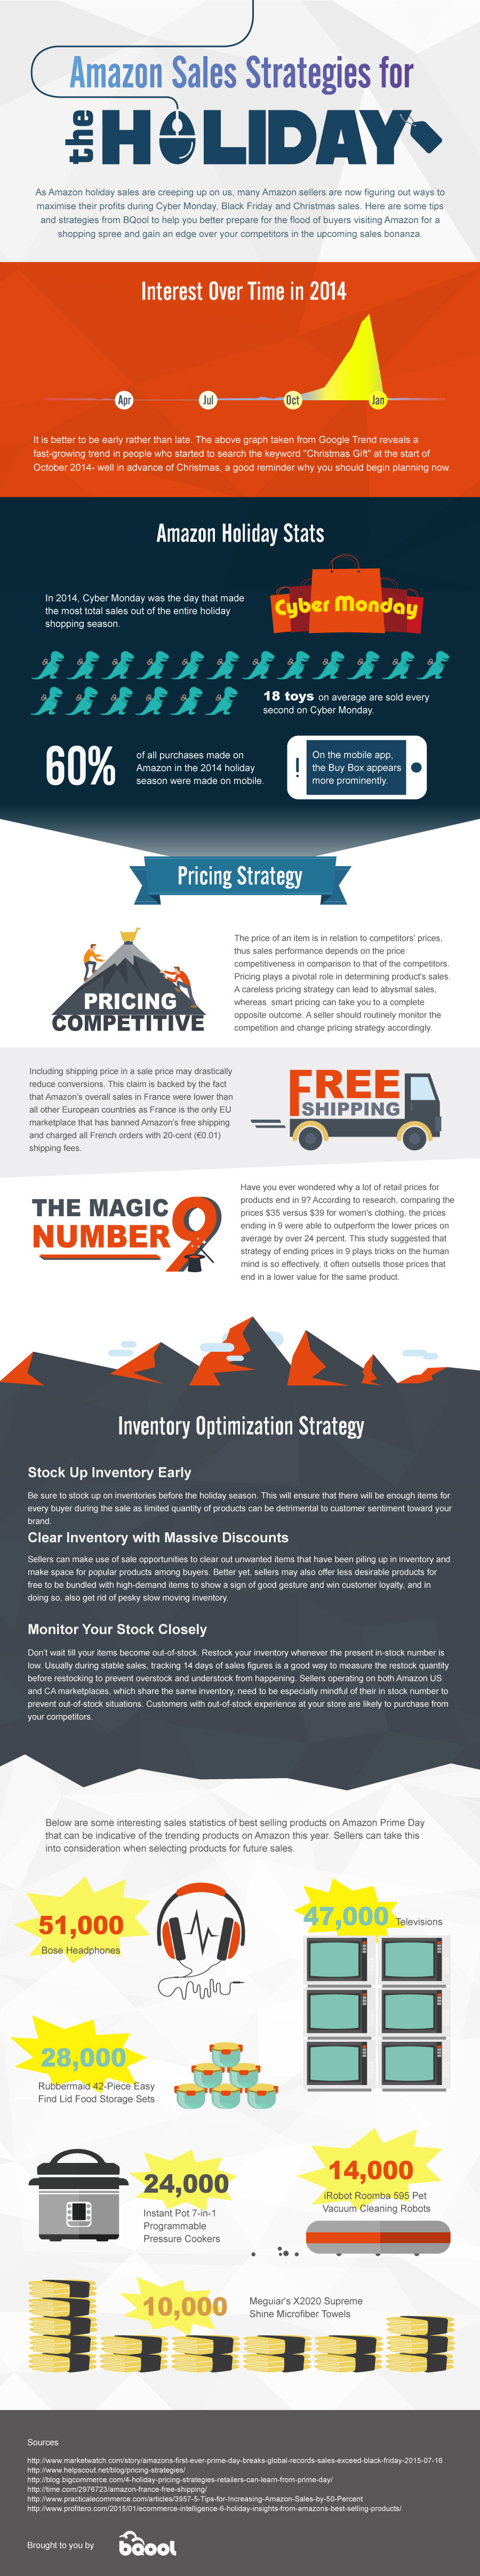 Amazon Sales Strategies for
the HOLIDAY
As Amazon holiday sales are creeping up on us, many Amazon sellers are now figuring out ways to
maximise their profits during Cyber Monday, Black Friday and Christmas sales. Here are some tips
and strategies from BQool to help you better prepare for the flood of buyers visiting Amazon for a
shopping spree and gain an edge over your competitors in the upcoming sales bonanza.
Interest Over Time in 2014
Apr
Jul
Oct
Jan
It is better to be early rather than late. The above graph taken from Google Trend reveals a
fast-growing trend in people who started to search the keyword "Christmas Gift" at the start of
October 2014- well in advance of Christmas, a good reminder why you should begin planning now.
Amazon Holiday Stats
In 2014, Cyber Monday was the day that made
the most total sales out of the entire holiday
shopping season.
Cyber Monday
18 toys on average are sold every
second on Cyber Monday.
60%
of all purchases made on
Amazon in the 2014 holiday
season were made on mobile.
!
On the mobile app,
the Buy Box appears
more prominently.
Pricing Strategy
PRICING
COMPETITIVE
The price of an item is in relation to competitors' prices,
thus sales performance depends on the price
competitiveness in comparison to that of the competitors.
Pricing plays a pivotal role in determining product's sales.
A careless pricing strategy can lead to abysmal sales,
whereas smart pricing can take you to a complete
opposite outcome. A seller should routinely monitor the
competition and change pricing strategy accordingly.
Including shipping price in a sale price may drastically
reduce conversions. This claim is backed by the fact
that Amazon's overall sales in France were lower than
all other European countries as France is the only EU
marketplace that has banned Amazon's free shipping
and charged all French orders with 20-cent (€0.01)
shipping fees.
FREE
SHIPPING
THE MAGIC
NUMBER 9
Have you ever wondered why a lot of retail prices for
products end in 9? According to research, comparing the
prices $35 versus $39 for women's clothing, the prices
ending in 9 were able to outperform the lower prices on
average by over 24 percent. This study suggested that
strategy of ending prices in 9 plays tricks on the human
mind is so effectively, it often outsells those prices that
end in a lower value for the same product.
Inventory Optimization Strategy
Stock Up Inventory Early
Be sure to stock up on inventories before the holiday season. This will ensure that there will be enough items for
every buyer during the sale as limited quantity of products can be detrimental to customer sentiment toward your
brand.
Clear Inventory with Massive Discounts
Sellers can make use of sale opportunities to clear out unwanted items that have been piling up in inventory and
make space for popular products among buyers. Better yet, sellers may also offer less desirable products for
free to be bundled with high-demand items to show a sign of good gesture and win customer loyalty, and in
doing so, also get rid of pesky slow moving inventory.
Monitor Your Stock Closely
Don't wait till your items become out-of-stock. Restock your inventory whenever the present in-stock number is
low. Usually during stable sales, tracking 14 days of sales figures is a good way to measure the restock quantity
before restocking to prevent overstock and understock from happening. Sellers operating on both Amazon US
and CA marketplaces, which share the same inventory, need to be especially mindful of their in stock number to
prevent out-of-stock situations. Customers with out-of-stock experience at your store are likely to purchase from
your competitors.
Below are some interesting sales statistics of best selling products on Amazon Prime Day
that can be indicative of the trending products on Amazon this year. Sellers can take this
into consideration when selecting products for future sales.
51,000
Bose Headphones
47,000 Televisions
28,000
Rubbermaid 42-Piece Easy
Find Lid Food Storage Sets
24,000
Instant Pot 7-in-1
Programmable
Pressure Cookers
14,000
iRobot Roomba 595 Pet
Vacuum Cleaning Robots
10,000
Meguiar's X2020 Supreme
Shine Microfiber Towels
Sources
http://www.marketwatch.com/story/amazons-first-ever-prime-day-breaks-global-records-sales-exceed-black-friday-2015-07-16
http://www.helpscout.net/blog/pricing-strategies/
http://blog.bigcommerce.com/4-holiday-pricing-strategies-retailers-can-learn-from-prime-day/
http://time.com/2976723/amazon-france-free-shipping/
http://www.practicalecommerce.com/articles/3957-5-Tips-for-Increasing-Amazon-Sales-by-50-Percent
http://www.profitero.com/2015/01/ecommerce-intelligence-6-holiday-insights-from-amazons-best-selling-products/
Brought to you by
bQool